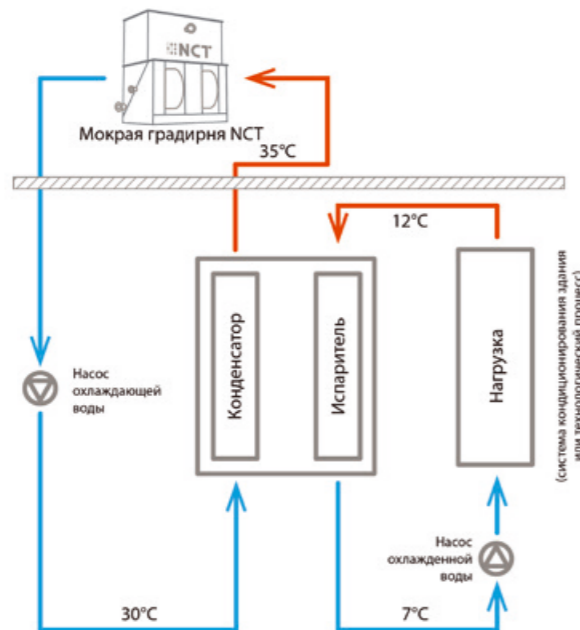 NCT
Мокрая градирня NCT
35°C
12°C
Конденсатор
Испаритель
Нагрузка
(система кондиционирования здания
или технологический процесс)
Насос
охлаждающей
воды
Насос
охлажденной
воды
30°C
7°C